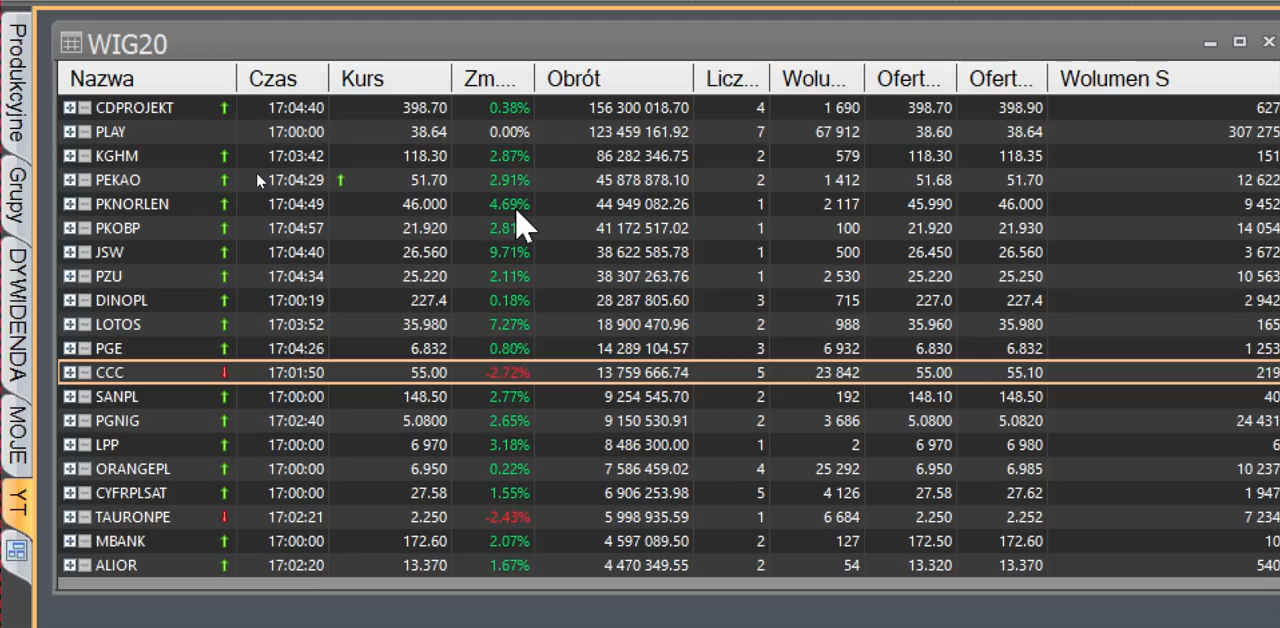 WIG20
Nazwa Czas Kurs Zm.... Obrót Licz... Wolu... Ofert... Ofert... Wolumen S
CDPROJEKT 17:04:40 398.70 0.38% 156 300 018.70 4 1 690 398.70 398.90 627
PLAY 17:00:00 38.64 0.00% 123 459 161.92 7 67 912 38.60 38.64 307 275
KGHM 17:03:42 118.30 2.87% 86 282 346.75 2 579 118.30 118.35 151
PEKAO 17:04:29 51.70 2.91% 45 878 878.10 2 1 412 51.68 51.70 12 622
PKNORLEN 17:04:49 46.000 4.69% 44 949 082.26 1 2 117 45.990 46.000 9 452
PKOBP 17:04:57 21.920 2.81 41 172 517.02 1 100 21.920 21.930 14 054
JSW 17:04:40 26.560 9.71% 38 622 585.78 1 500 26.450 26.560 3 672
PZU 17:04:34 25.220 2.11% 38 307 263.76 1 2 530 25.220 25.250 10 563
DINOPL 17:00:19 227.4 0.18% 28 287 805.60 3 715 227.0 227.4 2 942
LOTOS 17:03:52 35.980 7.27% 18 900 470.96 2 988 35.960 35.980 165
PGE 17:04:26 6.832 0.80% 14 289 104.57 3 6 932 6.830 6.832 1 253
CCC 17:01:50 55.00 -2.72% 13 759 666.74 5 23 842 55.00 55.10 219
SANPL 17:00:00 148.50 2.77% 9 254 545.70 2 192 148.10 148.50 40
PGNIG 17:02:40 5.0800 2.65% 9 150 530.91 2 3 686 5.0800 5.0820 24 431
LPP 17:00:00 6 970 3.18% 8 486 300.00 1 2 6 970 6 980 6
ORANGEPL 17:00:00 6.950 0.22% 7 586 459.02 4 25 292 6.950 6.985 10 237
CYFRPLSAT 17:00:00 27.58 1.55% 6 906 253.98 5 4 126 27.58 27.62 1 947
TAURONPE 17:02:21 2.250 -2.43% 5 998 935.59 1 6 684 2.250 2.252 7 234
MBANK 17:00:00 172.60 2.07% 4 597 089.50 2 127 172.50 172.60 10
ALIOR 17:02:20 13.370 1.67% 4 470 349.55 2 54 13.320 13.370 540
Produkcyjne
Grupy
DYWIDENDA
MOJE
YT